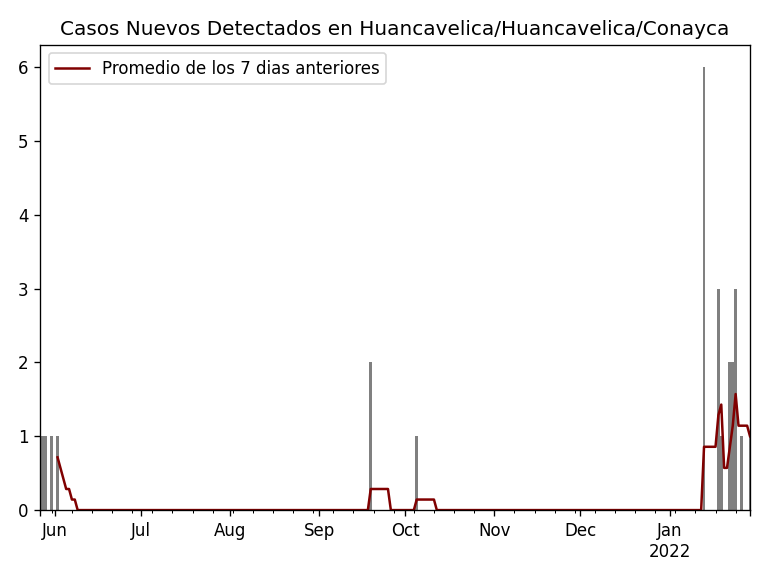 Casos Nuevos Detectados en Huancavelica/Huancavelica/Conayca
Promedio de los 7 dias anteriores
6
5
4
3
2
1
0
Jun Jul Aug Sep Oct Nov Dec Jan
2022